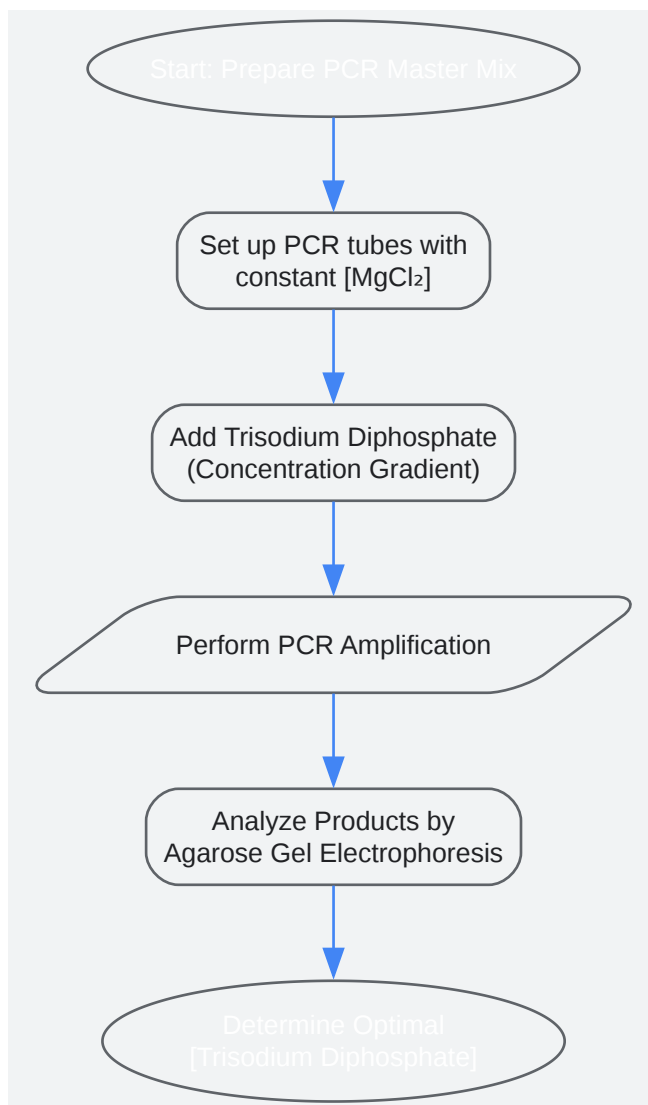 Start: Prepare PCR Master Mix
Set up PCR tubes with
constant [MgCl₂]
Add Trisodium Diphosphate
(Concentration Gradient)
Perform PCR Amplification
Analyze Products by
Agarose Gel Electrophoresis
Determine Optimal
[Trisodium Diphosphate]